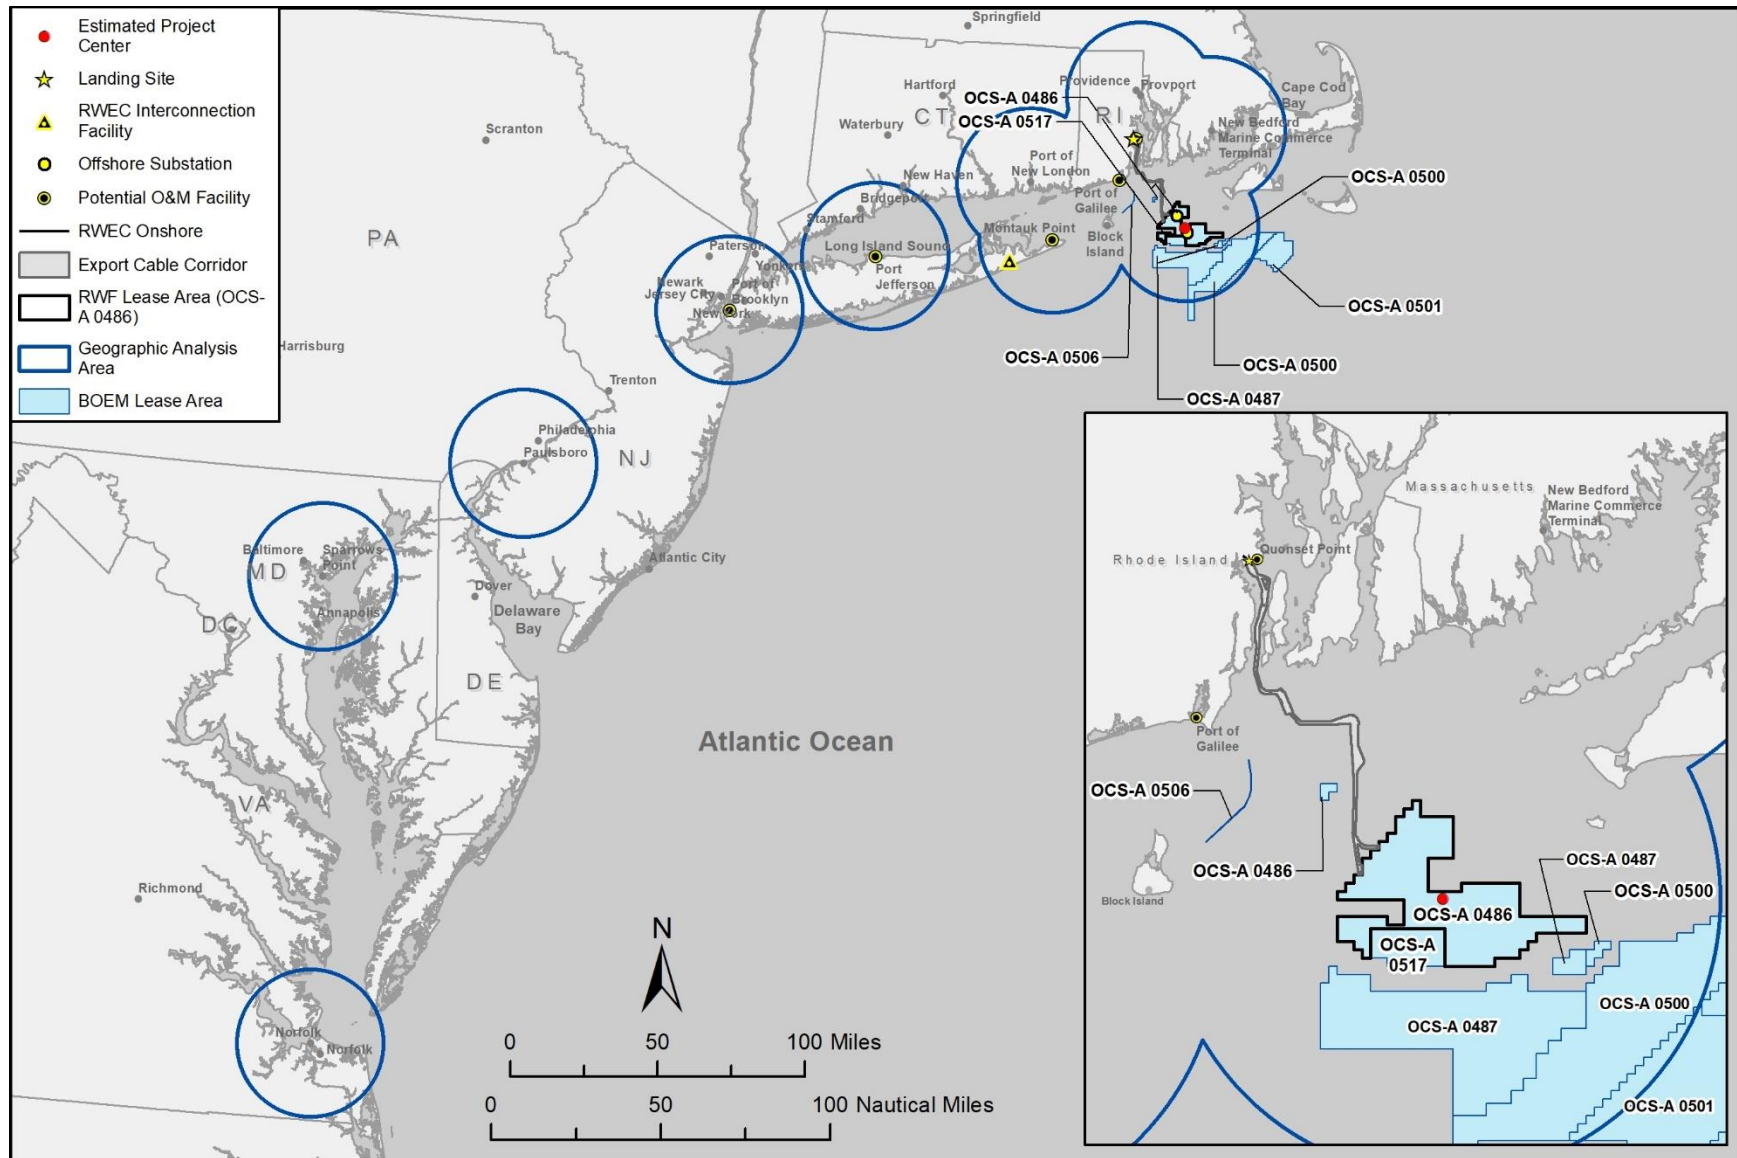 Estimated Project
Center
Landing Site
RWEC Interconnection
Facility
Offshore Substation
Potential O&M Facility
RWEC Onshore
Export Cable Corridor
RWF Lease Area (OCS-
A 0486)
Geographic Analysis
Area
BOEM Lease Area
Springfield
Scranton
Hartford
Providence
Provport
Cape Cod
Bay
OCS-A 0486
OCS-A 0517
CT
RI
Waterbury
New Bedford
Marine Commerce
Terminal
Port of
New London
New Haven
Bridgeport
Stamford
Port of
Galilee
OCS-A 0500
PA
Paterson
Yonkers
Long Island Sound
Montauk Point
Block
Island
Port
Jefferson
Newark
Jersey City
Port of
Brooklyn
New York
OCS-A 0501
OCS-A 0506
OCS-A 0500
OCS-A 0487
Harrisburg
Trenton
Philadelphia
Paulsboro
NJ
Baltimore
MD
Sparrows
Point
Annapolis
Atlantic City
Dover
Delaware
Bay
DC
DE
VA
Richmond
Norfolk
Norfolk
Atlantic Ocean
N
0 50 100 Miles
0 50 100 Nautical Miles
Massachusetts
New Bedford
Marine Commerce
Terminal
Rhode Island
Quonset Point
Port of
Galilee
OCS-A 0506
OCS-A 0486
Block Island
OCS-A 0487
OCS-A 0500
OCS-A 0486
OCS-A
0517
OCS-A 0500
OCS-A 0487
OCS-A 0501